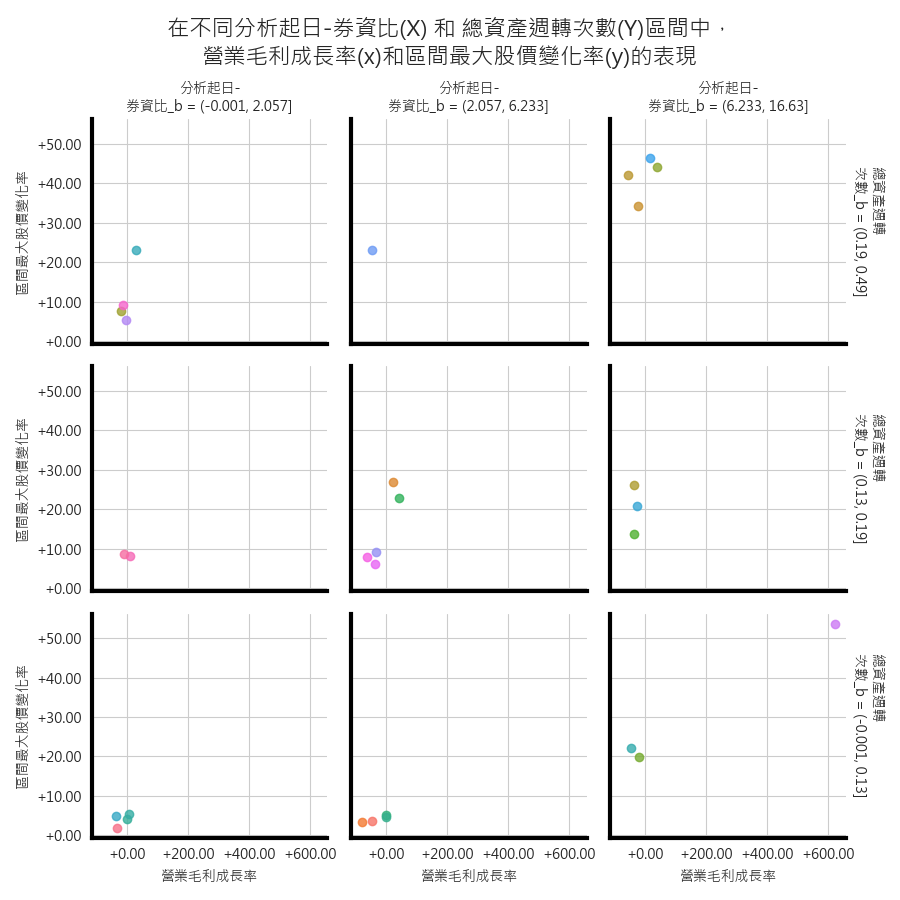 在不同分析起日-券資比(X) 和 總資產週轉次數(Y)區間中，
營業毛利成長率(x)和區間最大股價變化率(y)的表現
分析起日-
券資比_b = (-0.001, 2.057]
分析起日-
券資比_b = (2.057, 6.233]
分析起日-
券資比_b = (6.233, 16.63]
區間最大股價變化率
+50.00
+40.00
+30.00
+20.00
+10.00
+0.00
總資產週轉
次數_b = (0.19, 0.49]
區間最大股價變化率
+50.00
+40.00
+30.00
+20.00
+10.00
+0.00
總資產週轉
次數_b = (0.13, 0.19]
區間最大股價變化率
+50.00
+40.00
+30.00
+20.00
+10.00
+0.00
總資產週轉
次數_b = (-0.001, 0.13]
+0.00 +200.00 +400.00 +600.00
+0.00 +200.00 +400.00 +600.00
+0.00 +200.00 +400.00 +600.00
營業毛利成長率
營業毛利成長率
營業毛利成長率